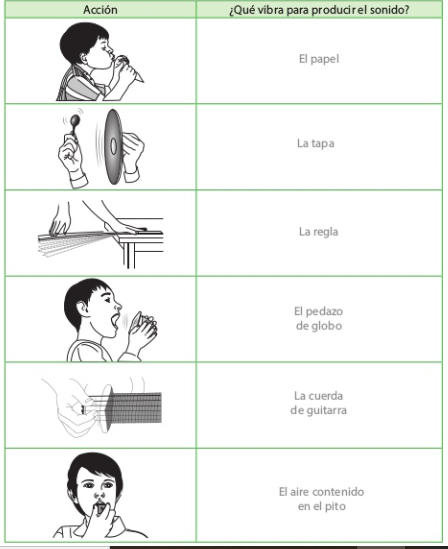 Acción
¿Qué vibra para producir el sonido?
El papel
La tapa
La regla
El pedazo
de globo
La cuerda
de guitarra
El aire contenido
en el pito